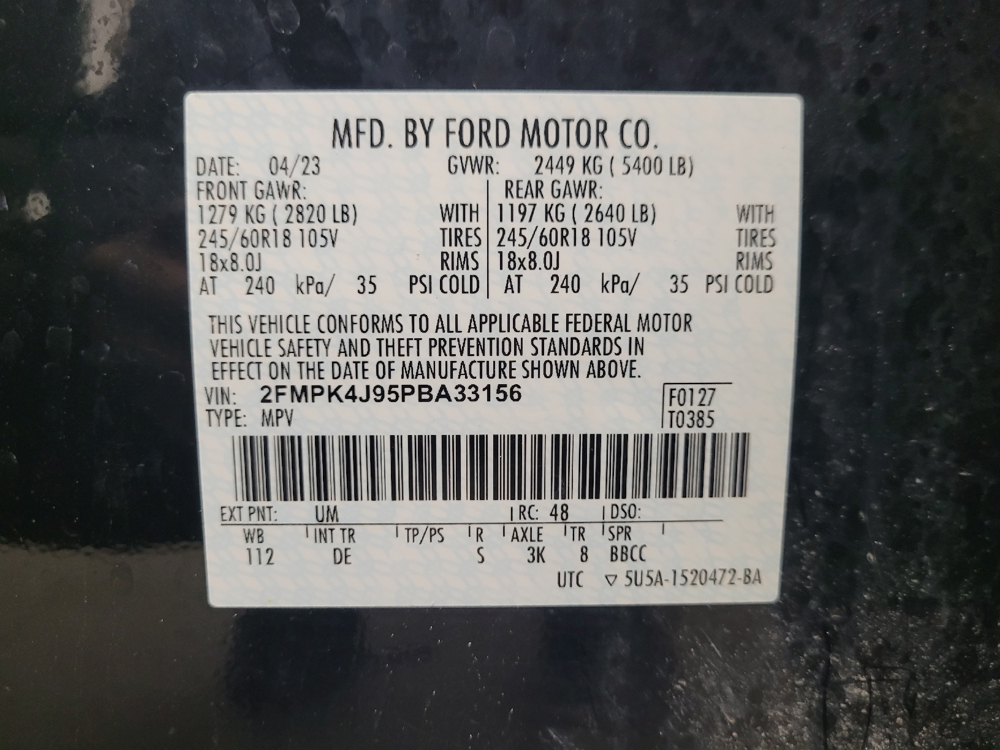 MFD. BY FORD MOTOR CO.
DATE: 04/23 GVWR: 2449 KG ( 5400 LB)
FRONT GAWR: REAR GAWR:
1279 KG ( 2820 LB) WITH 1197 KG ( 2640 LB) WITH
245/60R18 105V TIRES 245/60R18 105V TIRES
18x8.0J RIMS 18x8.0J RIMS
AT 240 kPa/ 35 PSI COLD AT 240 kPa/ 35 PSI COLD
THIS VEHICLE CONFORMS TO ALL APPLICABLE FEDERAL MOTOR
VEHICLE SAFETY AND THEFT PREVENTION STANDARDS IN
EFFECT ON THE DATE OF MANUFACTURE SHOWN ABOVE.
VIN: 2FMPK4J95PBA33156 F0127
TYPE: MPV T0385
EXT PNT: UM RC: 48 DSO:
WB INT TR TP/PS R AXLE TR SPR
112 DE S 3K 8 BBCC
UTC ▽ 5U5A-1520472-BA